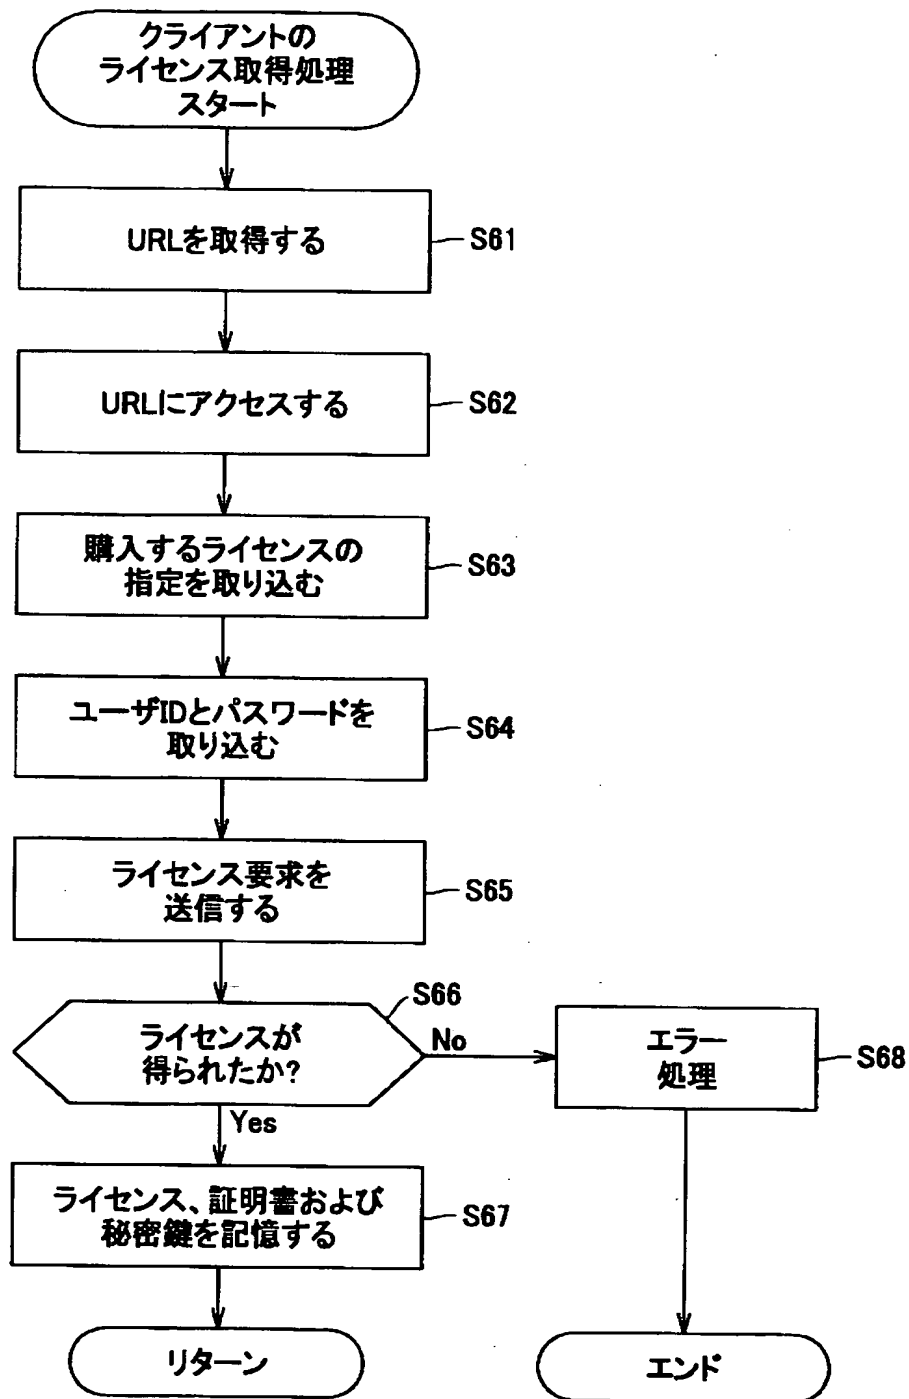 クライアントの
ライセンス取得処理
スタート
URLを取得する
S61
URLにアクセスする
S62
購入するライセンスの
指定を取り込む
S63
ユーザIDとパスワードを
取り込む
S64
ライセンス要求を
送信する
S65
S66
ライセンスが
得られたか?
No
エラー
処理
S68
Yes
ライセンス、証明書および
秘密鍵を記憶する
S67
リターン
エンド